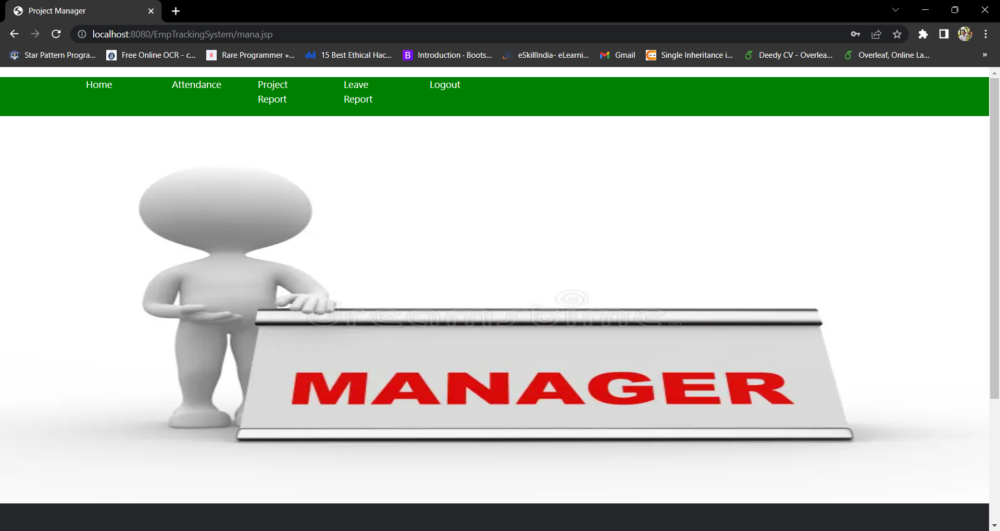 Project Manager
localhost:8080/EmpTrackingSystem/mana.jsp
Star Pattern Progra... Free Online OCR - c... Rare Programmer »... dd 15 Best Ethical Hac... B Introduction · Boots... eSkillIndia- eLearni... Gmail Single Inheritance i... Deedy CV - Overlea... Overleaf, Online La... »
Home Attendance Project Report Leave Report Logout
dreamstime
MANAGER